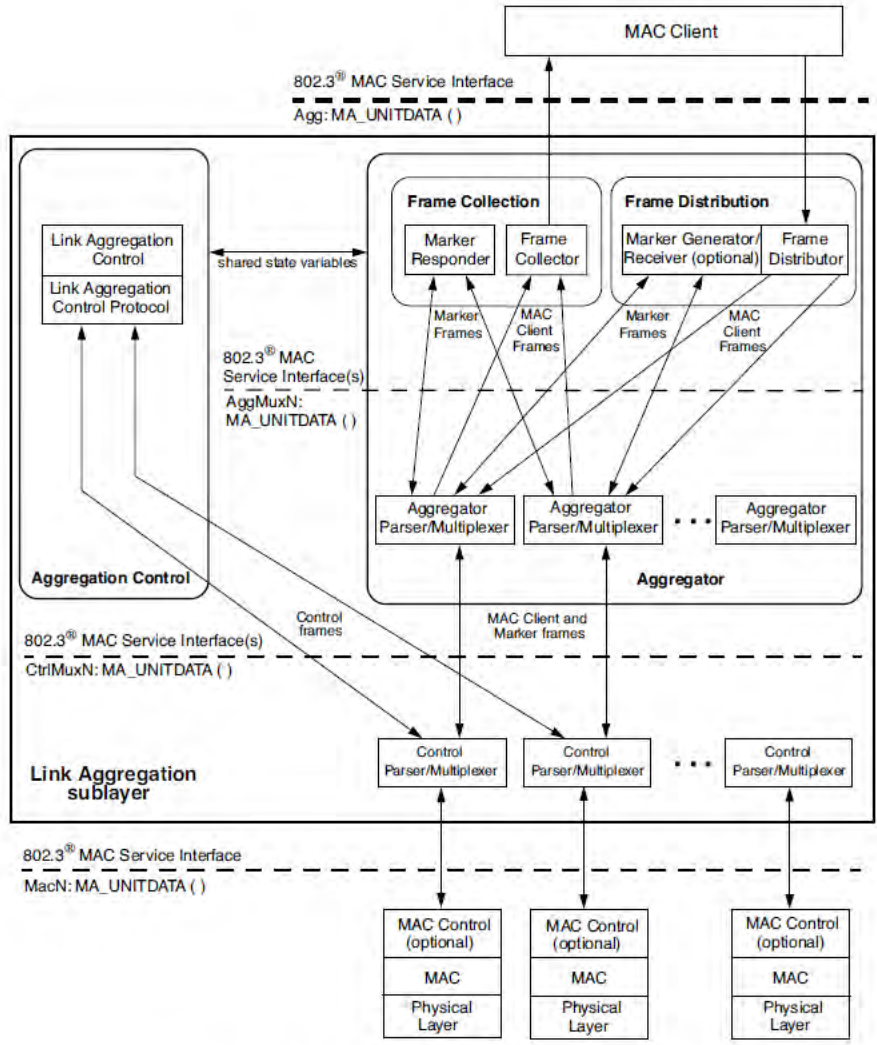 MAC Client
802.3® MAC Service Interface
Agg: MA_UNITDATA ( )
Frame Collection
Frame Distribution
Link Aggregation
Control
Link Aggregation
Control Protocol
shared state variables
Marker
Responder
Frame
Collector
Marker Generator/
Receiver (optional)
Frame
Distributor
Marker
Frames
MAC
Client
Frames
Marker
Frames
MAC
Client
Frames
802.3® MAC
Service Interface(s)
AggMuxN:
MA_UNITDATA ( )
Aggregator
Parser/Multiplexer
Aggregator
Parser/Multiplexer
Aggregator
Parser/Multiplexer
Aggregation Control
Aggregator
Control
frames
MAC Client and
Marker frames
802.3® MAC Service Interface(s)
CtrlMuxN: MA_UNITDATA ( )
Link Aggregation
sublayer
Control
Parser/Multiplexer
Control
Parser/Multiplexer
Control
Parser/Multiplexer
802.3® MAC Service Interface
MacN: MA_UNITDATA ( )
MAC Control
(optional)
MAC
Physical
Layer
MAC Control
(optional)
MAC
Physical
Layer
MAC Control
(optional)
MAC
Physical
Layer